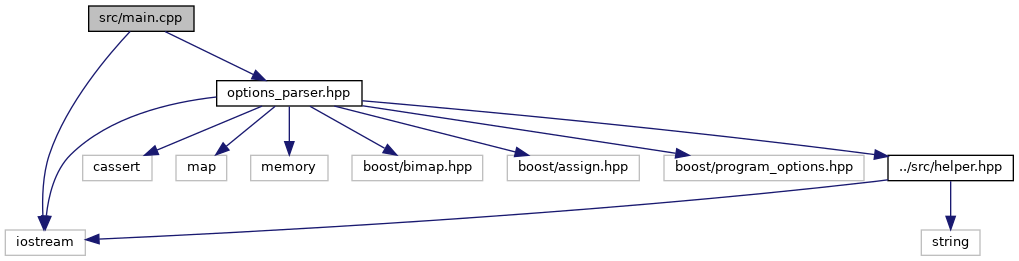 src/main.cpp
options_parser.hpp
cassert
map
memory
boost/bimap.hpp
boost/assign.hpp
boost/program_options.hpp
../src/helper.hpp
iostream
string